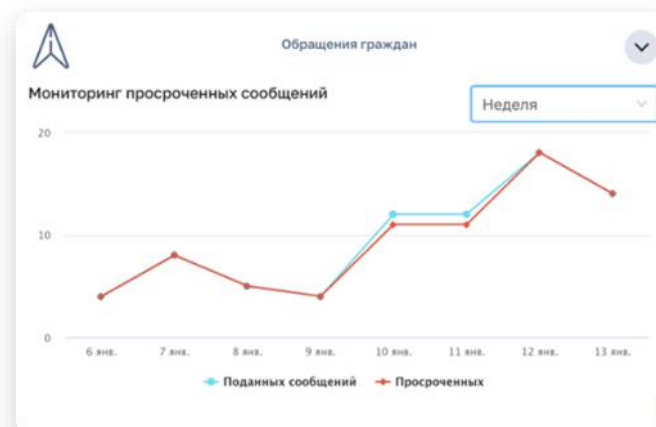 Обращения граждан
Мониторинг просроченных сообщений
Неделя
20
10
0
6 янв. 7 янв. 8 янв. 9 янв. 10 янв. 11 янв. 12 янв. 13 янв.
Поданных сообщений Просроченных